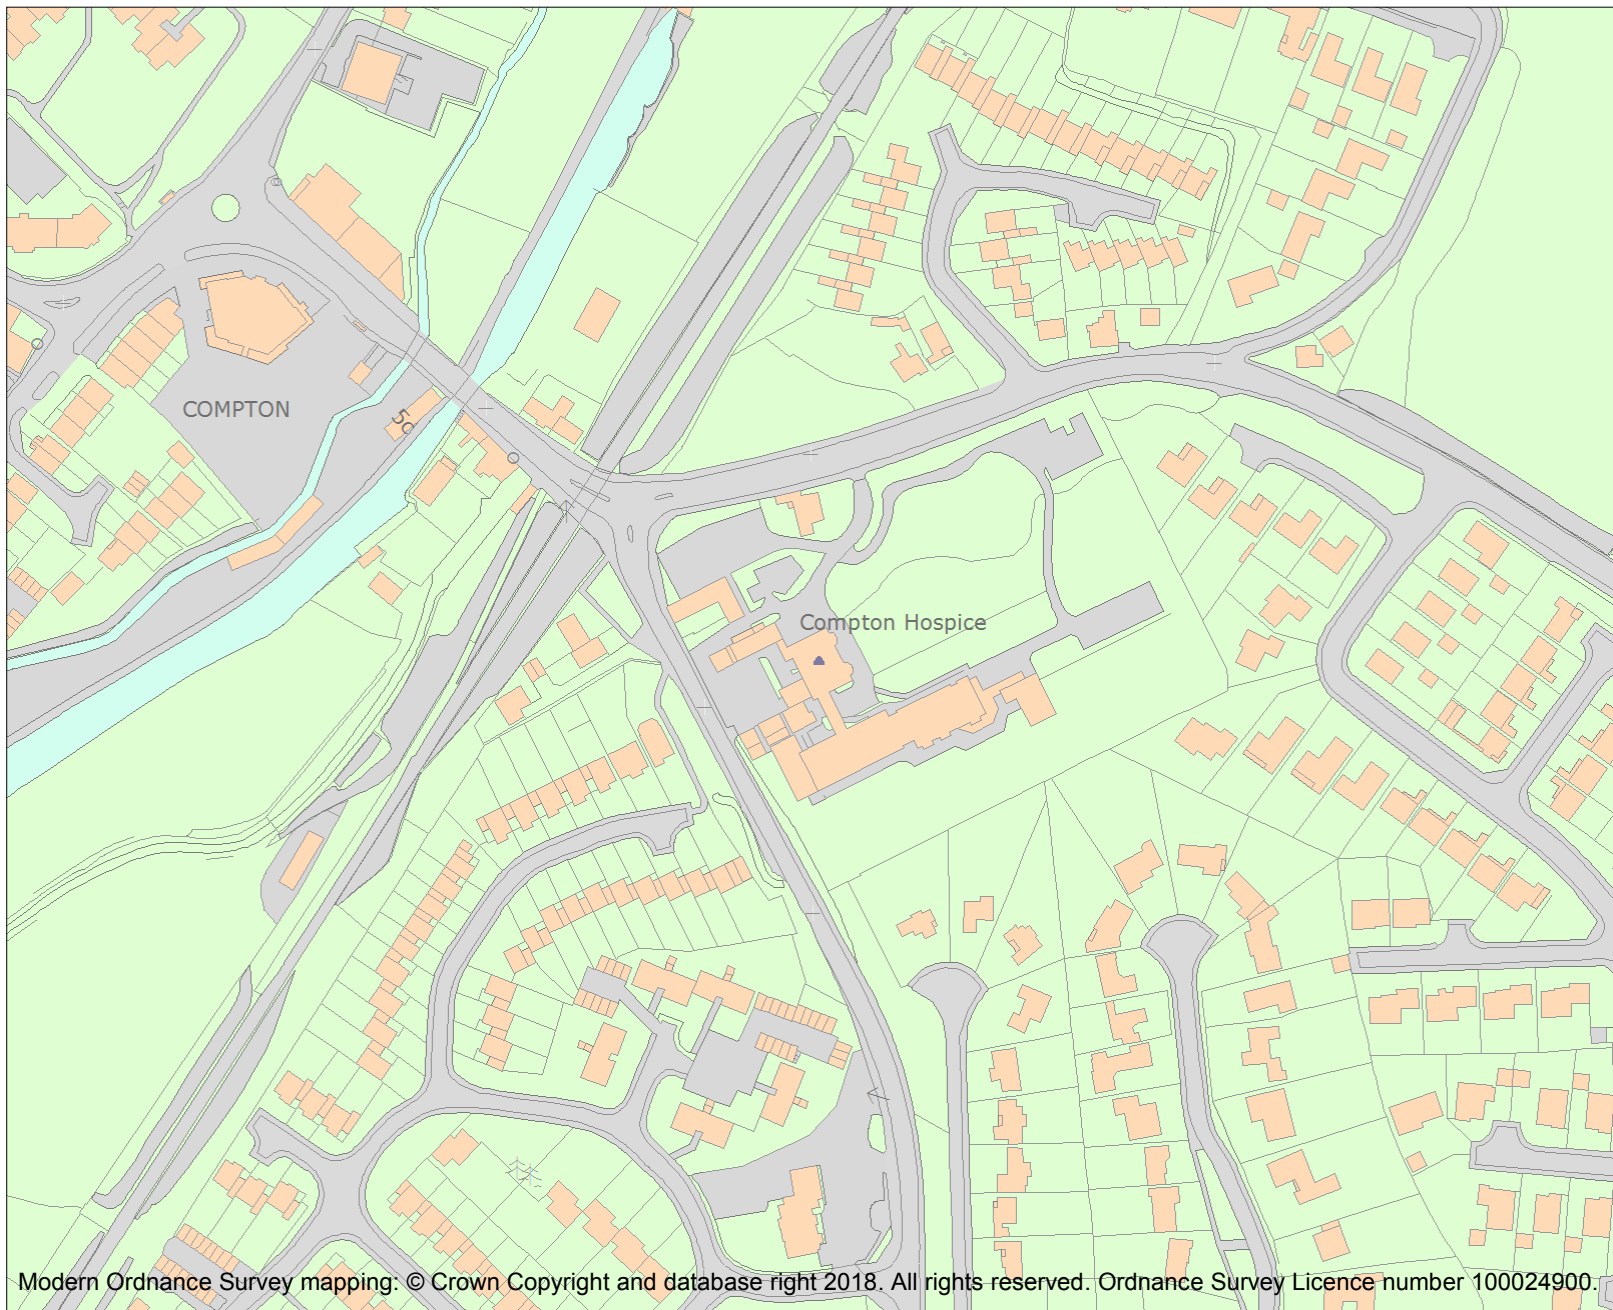 COMPTON
50
Compton Hospice
Modern Ordnance Survey mapping: © Crown Copyright and database right 2018. All rights reserved. Ordnance Survey Licence number 100024900.